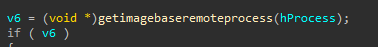 v6 = (void *)getimagebaseremoteprocess(hProcess);
if ( v6 )